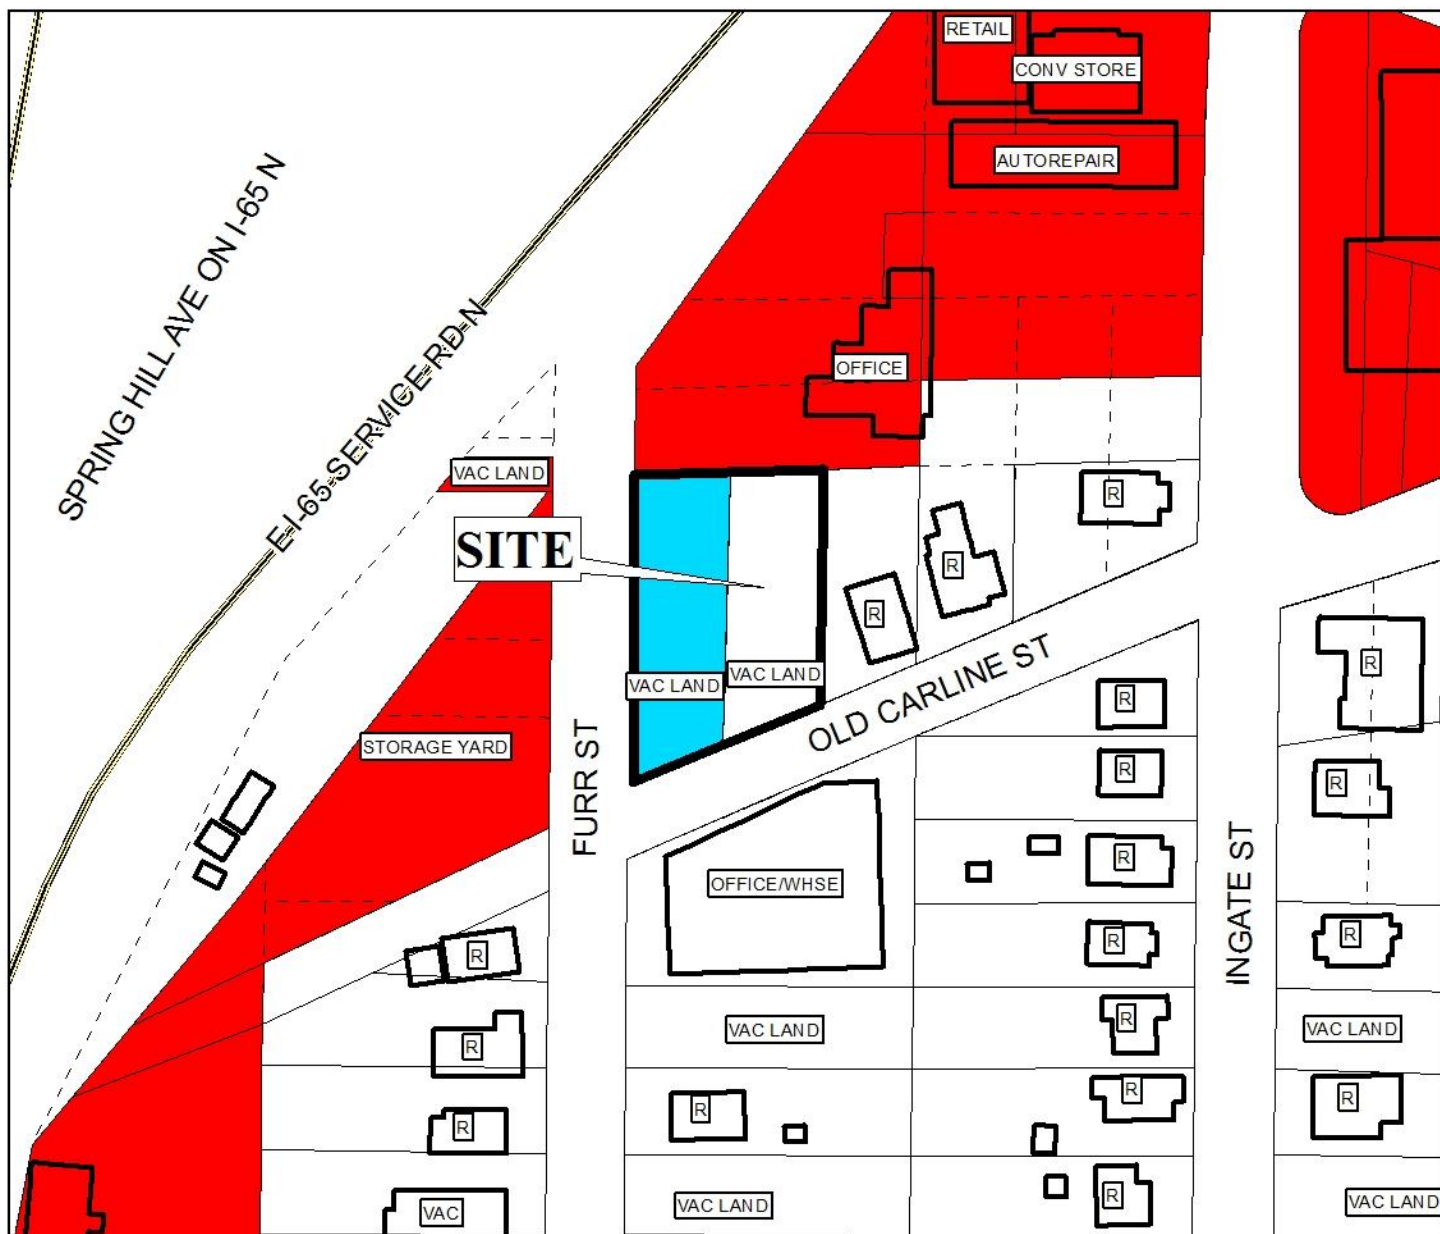 RETAIL
CONV STORE
AUTOREPAIR
SPRING HILL AVE ON I-65 N
E I-65 SERVICE RD N
OFFICE
VAC LAND
R
SITE
R
R
VAC LAND
VAC LAND
R
OLD CARLINE ST
R
STORAGE YARD
FURR ST
R
R
R
OFFICE/WHSE
INGATE ST
R
R
R
R
VAC LAND
VAC LAND
R
R
R
R
R
R
VAC LAND
R
VAC LAND
VAC